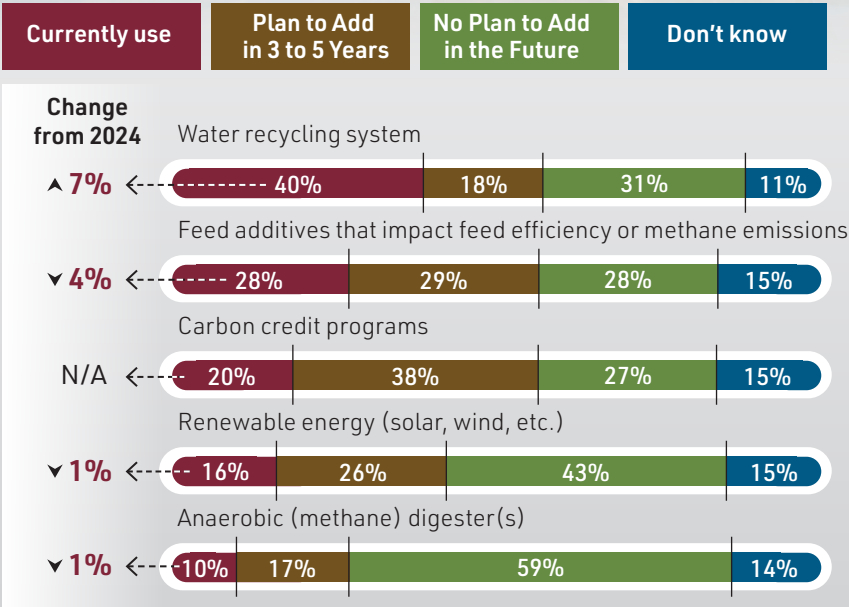 Currently use
Plan to Add
in 3 to 5 Years
No Plan to Add
in the Future
Don't know
Change
from 2024
Water recycling system
7% 40% 18% 31% 11%
Feed additives that impact feed efficiency or methane emissions
4% 28% 29% 28% 15%
Carbon credit programs
N/A 20% 38% 27% 15%
Renewable energy (solar, wind, etc.)
1% 16% 26% 43% 15%
Anaerobic (methane) digester(s)
1% 10% 17% 59% 14%